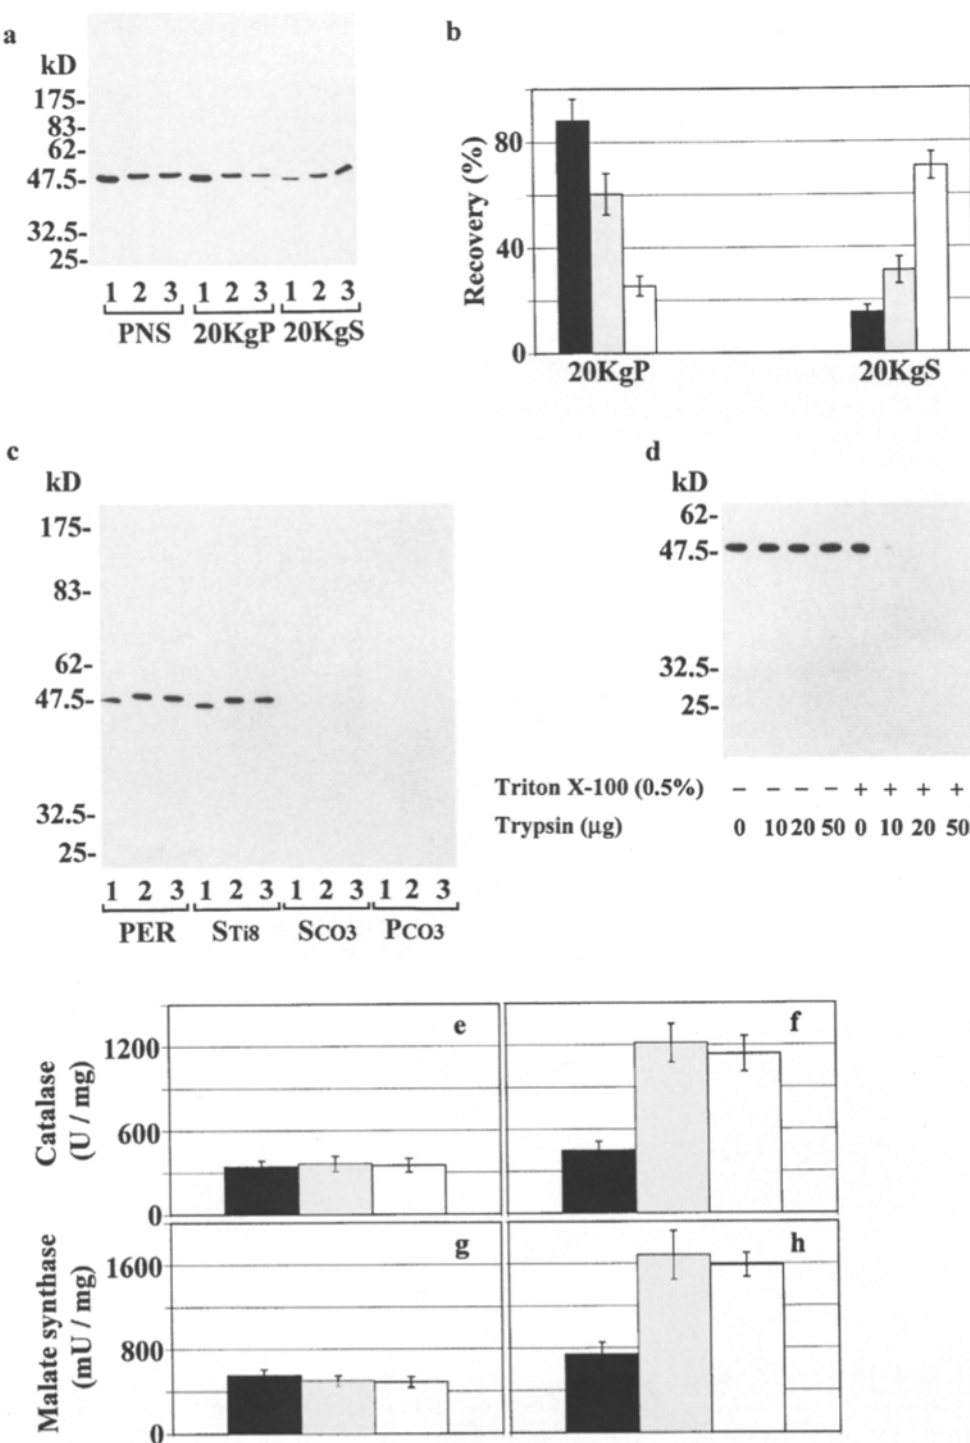 a
kD
175-
83-
62-
47.5-
32.5-
25-
1 2 3 1 2 3 1 2 3
PNS 20KgP 20KgS
b
Recovery (%)
80
40
0
20KgP 20KgS
c
kD
175-
83-
62-
47.5-
32.5-
25-
1 2 3 1 2 3 1 2 3 1 2 3
PER STi8 SCO3 PCO3
d
kD
62-
47.5-
32.5-
25-
Triton X-100 (0.5%) − − − − + + + +
Trypsin (µg) 0 10 20 50 0 10 20 50
Catalase
(U / mg)
1200
600
0
e
f
Malate synthase
(mU / mg)
1600
800
0
g
h